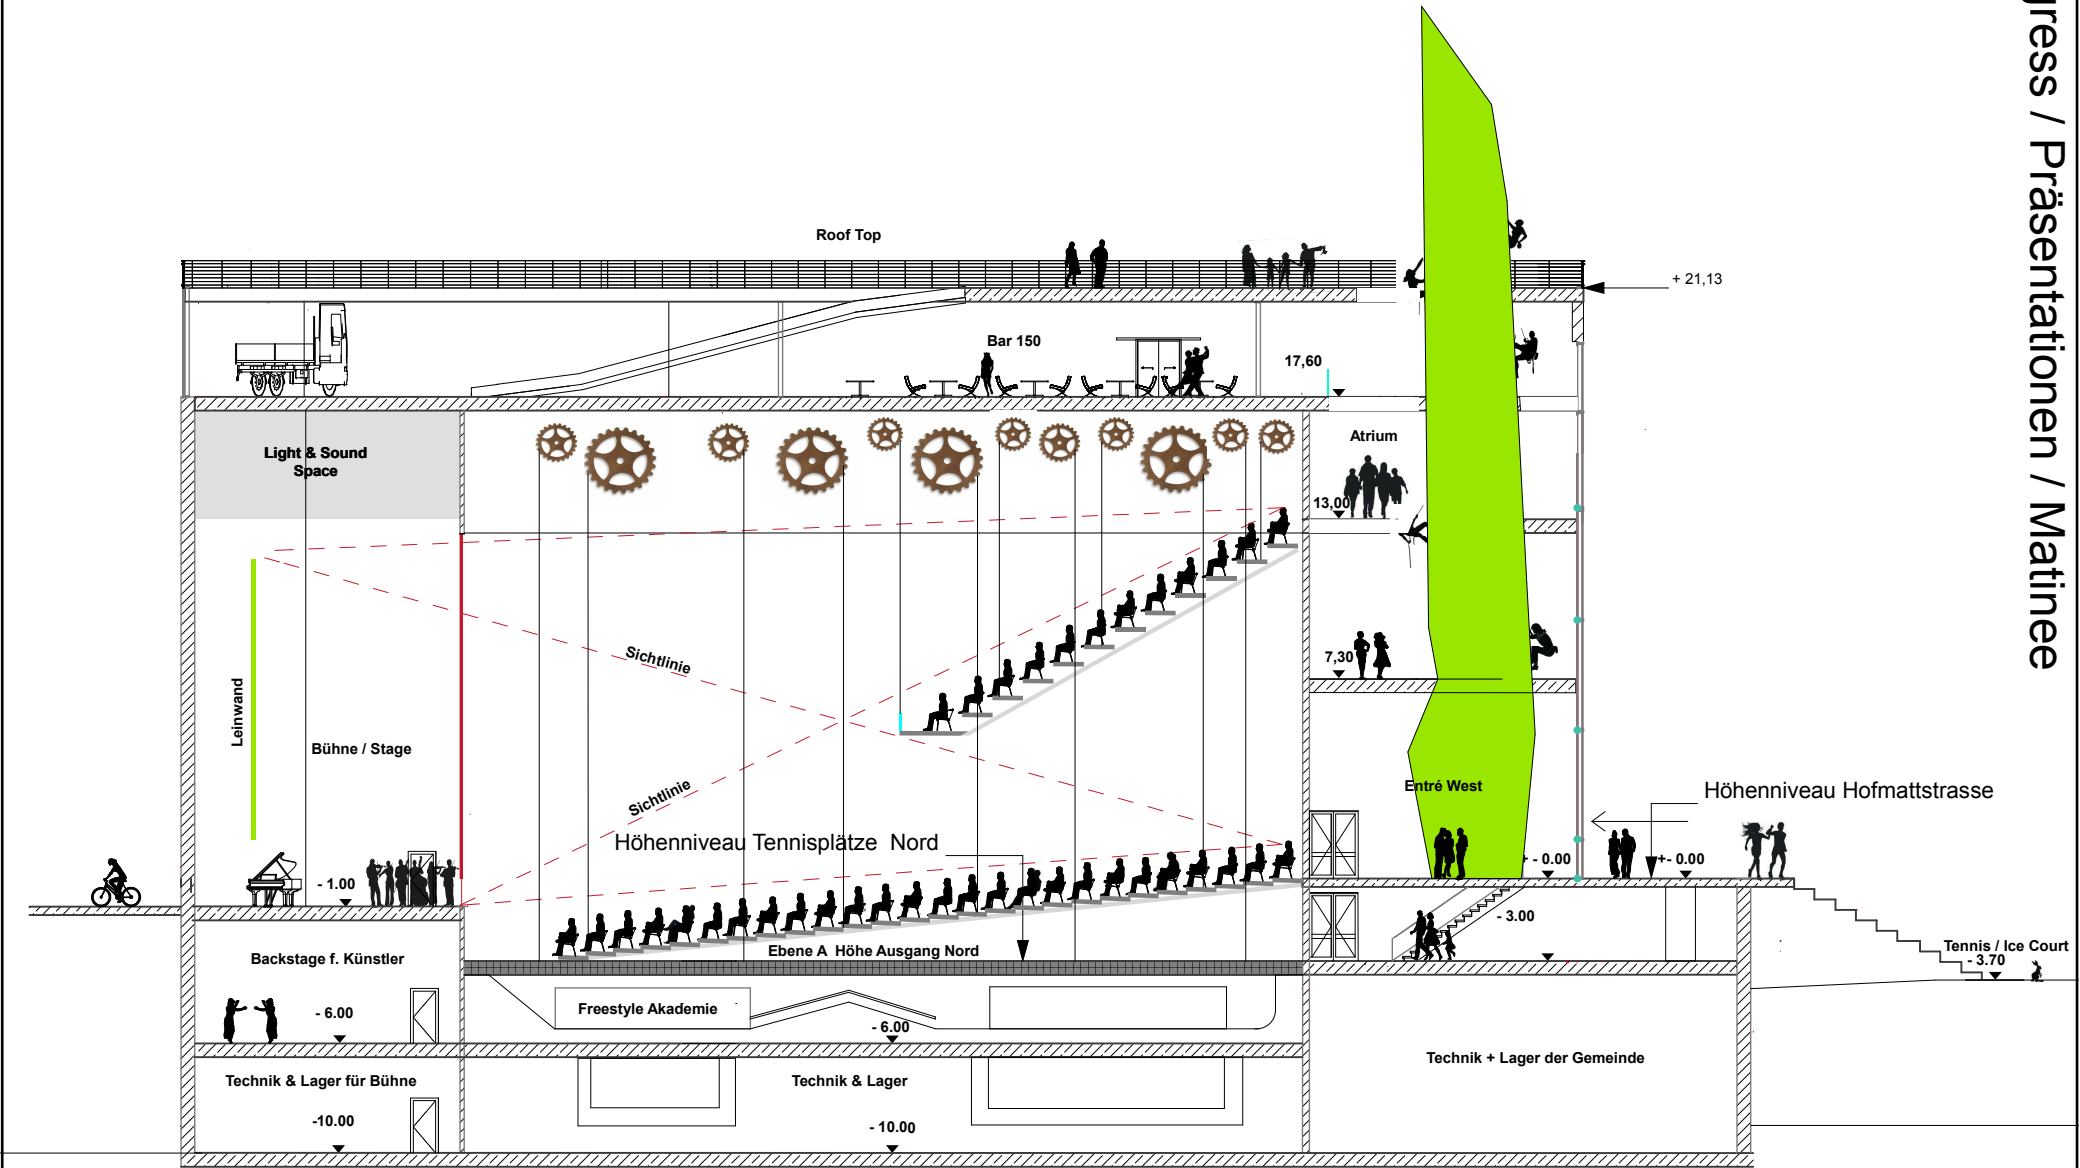 gress / Präsentationen / Matinee
Roof Top
+ 21,13
Bar 150
17,60
Light & Sound
Space
Atrium
13,00
Sichtlinie
7,30
Leinwand
Bühne / Stage
Sichtlinie
Entré West
Höhenniveau Hofmattstrasse
Höhenniveau Tennisplätze Nord
+ - 0.00
+- 0.00
- 1.00
- 3.00
Ebene A Höhe Ausgang Nord
Tennis / Ice Court
- 3.70
Backstage f. Künstler
Freestyle Akademie
- 6.00
- 6.00
Technik + Lager der Gemeinde
Technik & Lager für Bühne
Technik & Lager
-10.00
- 10.00